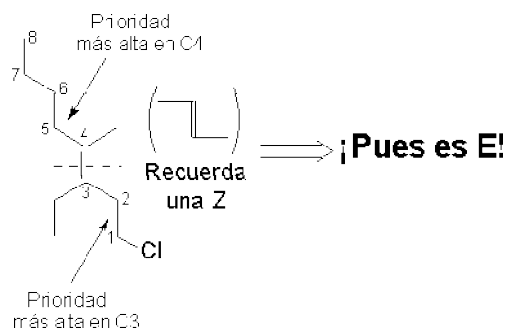 Prioridad
más alta en C4
8
7
6
5
4
3
2
1
Cl
Recuerda
una Z
¡Pues es E!
Prioridad
más ata en C3